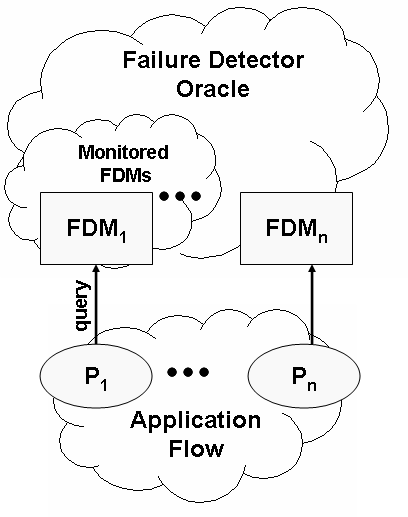 Failure Detector
Oracle
Monitored
FDMs
•••
FDM₁
FDMₙ
query
P₁
•••
Pₙ
Application
Flow